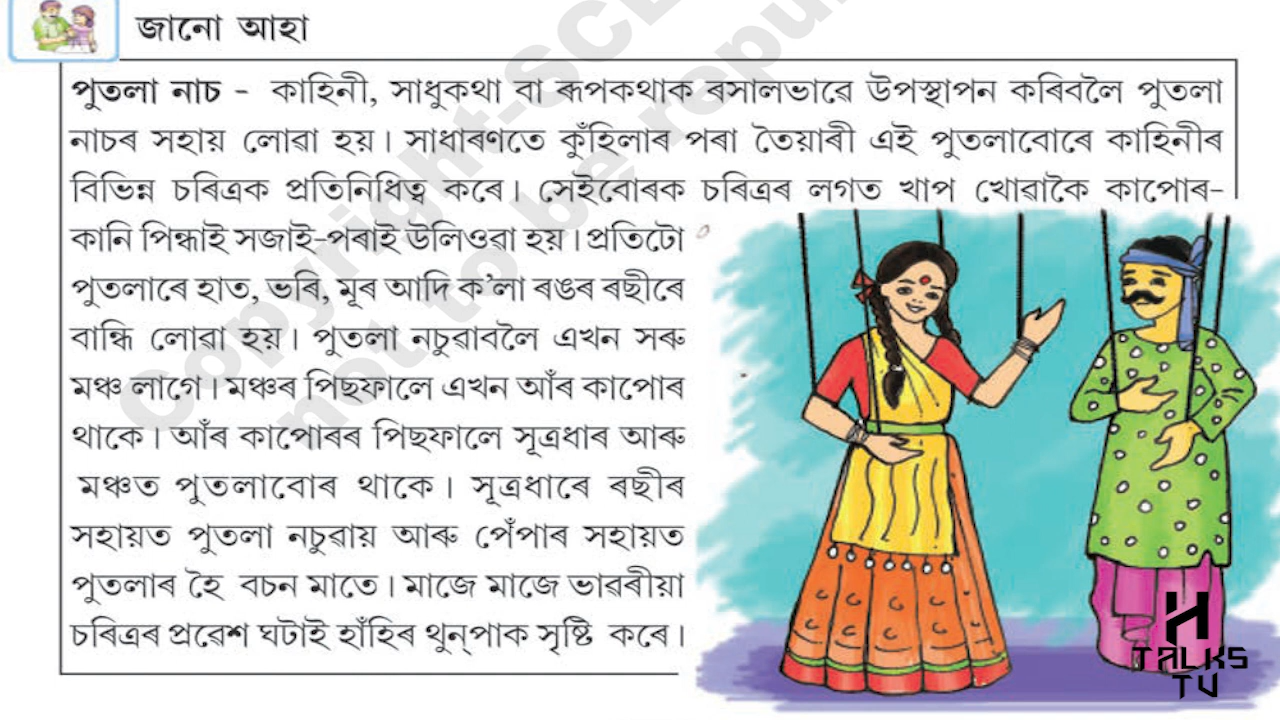 জানো আহা
পুতলা নাচ - কাহিনী, সাধুকথা বা ৰূপকথাক ৰসালভাৱে উপস্থাপন কৰিবলৈ পুতলা
নাচৰ সহায় লোৱা হয়। সাধাৰণতে কুঁহিলাৰ পৰা তৈয়াৰী এই পুতলাবোৰে কাহিনীৰ
বিভিন্ন চৰিত্ৰক প্ৰতিনিধিত্ব কৰে। সেইবোৰক চৰিত্ৰৰ লগত খাপ খোৱাকৈ কাপোৰ-
কানি পিন্ধাই সজাই-পৰাই উলিওৱা হয়। প্ৰতিটো
পুতলাৰে হাত, ভৰি, মূৰ আদি ক'লা ৰঙৰ ৰছীৰে
বান্ধি লোৱা হয়। পুতলা নচুৱাবলৈ এখন সৰু
মঞ্চ লাগে। মঞ্চৰ পিছফালে এখন আঁৰ কাপোৰ
থাকে। আঁৰ কাপোৰৰ পিছফালে সূত্ৰধাৰ আৰু
মঞ্চত পুতলাবোৰ থাকে। সূত্ৰধাৰে ৰছীৰ
সহায়ত পুতলা নচুৱায় আৰু পেঁপাৰ সহায়ত
পুতলাৰ হৈ বচন মাতে। মাজে মাজে ভাৱৰীয়া
চৰিত্ৰৰ প্ৰৱেশ ঘটাই হাঁহিৰ থুন্‌পাক সৃষ্টি কৰে।
H
TALKS
TV